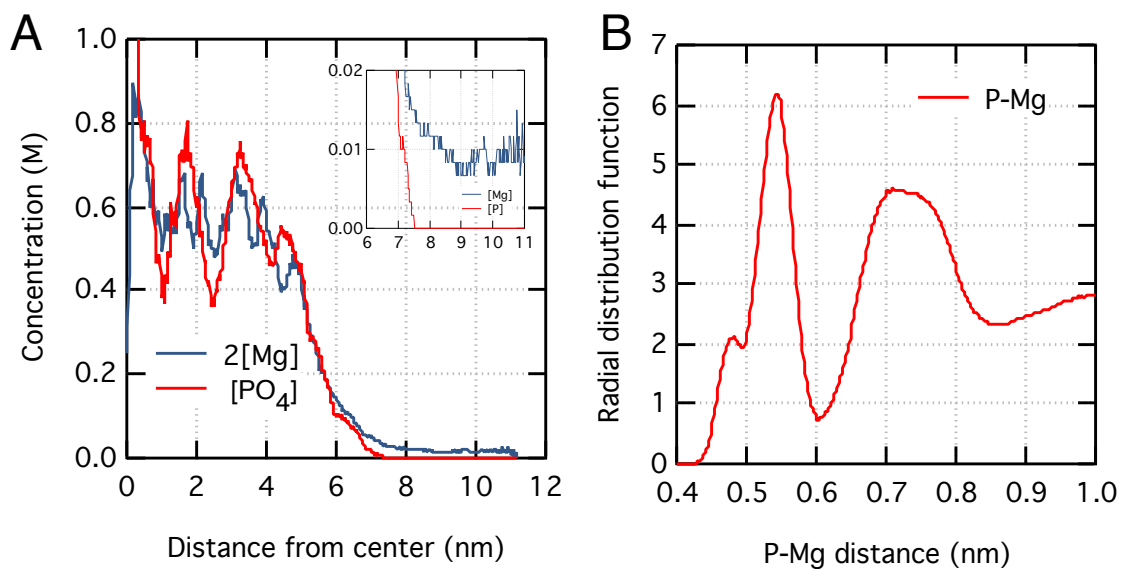 A
Concentration (M)
1.0
0.8
0.6
0.4
0.2
0.0
0 2 4 6 8 10 12
Distance from center (nm)
2[Mg]
[PO4]
0.02
0.01
0.00
6 7 8 9 10 11
[Mg]
[P]
B
Radial distribution function
7
6
5
4
3
2
1
0
0.4 0.5 0.6 0.7 0.8 0.9 1.0
P-Mg distance (nm)
P-Mg